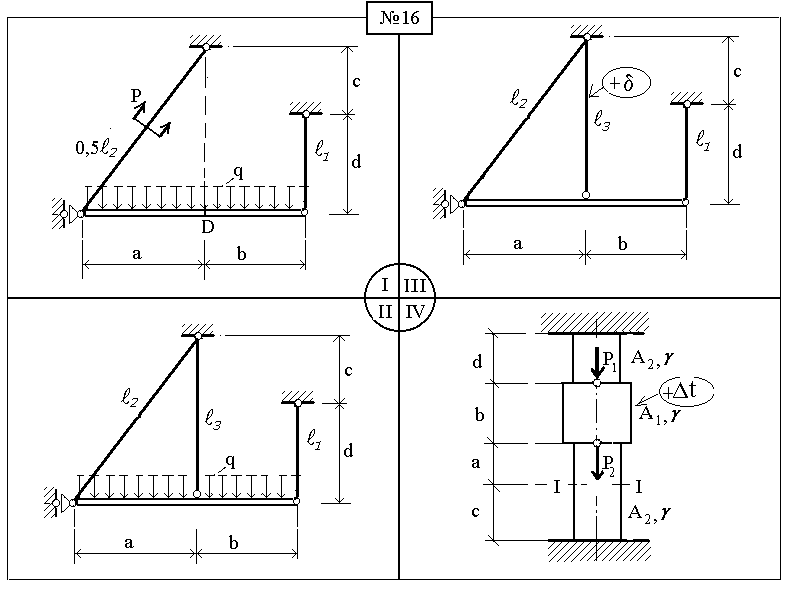 №16
P
0,5ℓ2
q
D
ℓ1
c
d
a
b
I
+δ
ℓ2
ℓ3
ℓ1
c
d
a
b
III
II
ℓ2
ℓ3
q
ℓ1
c
d
a
b
IV
P1
A2, γ
+Δt
A1, γ
P2
I
I
A2, γ
d
b
a
c